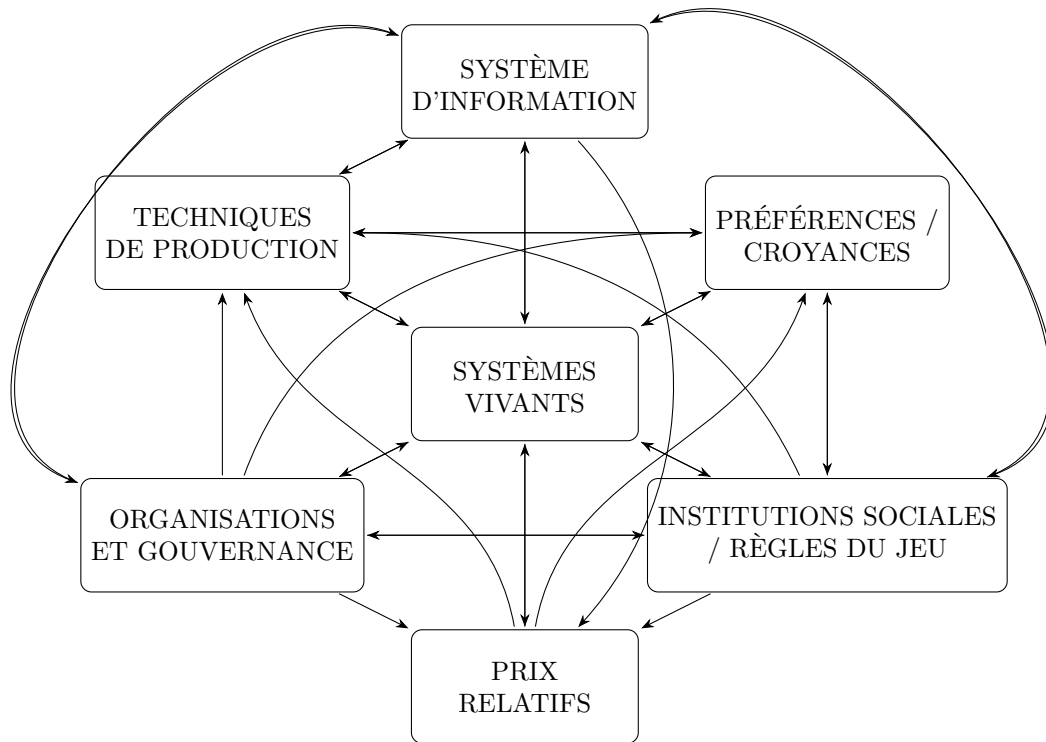 SYSTÈME
D'INFORMATION
TECHNIQUES
DE PRODUCTION
PRÉFÉRENCES /
CROYANCES
SYSTÈMES
VIVANTS
ORGANISATIONS
ET GOUVERNANCE
INSTITUTIONS SOCIALES
/ RÈGLES DU JEU
PRIX
RELATIFS